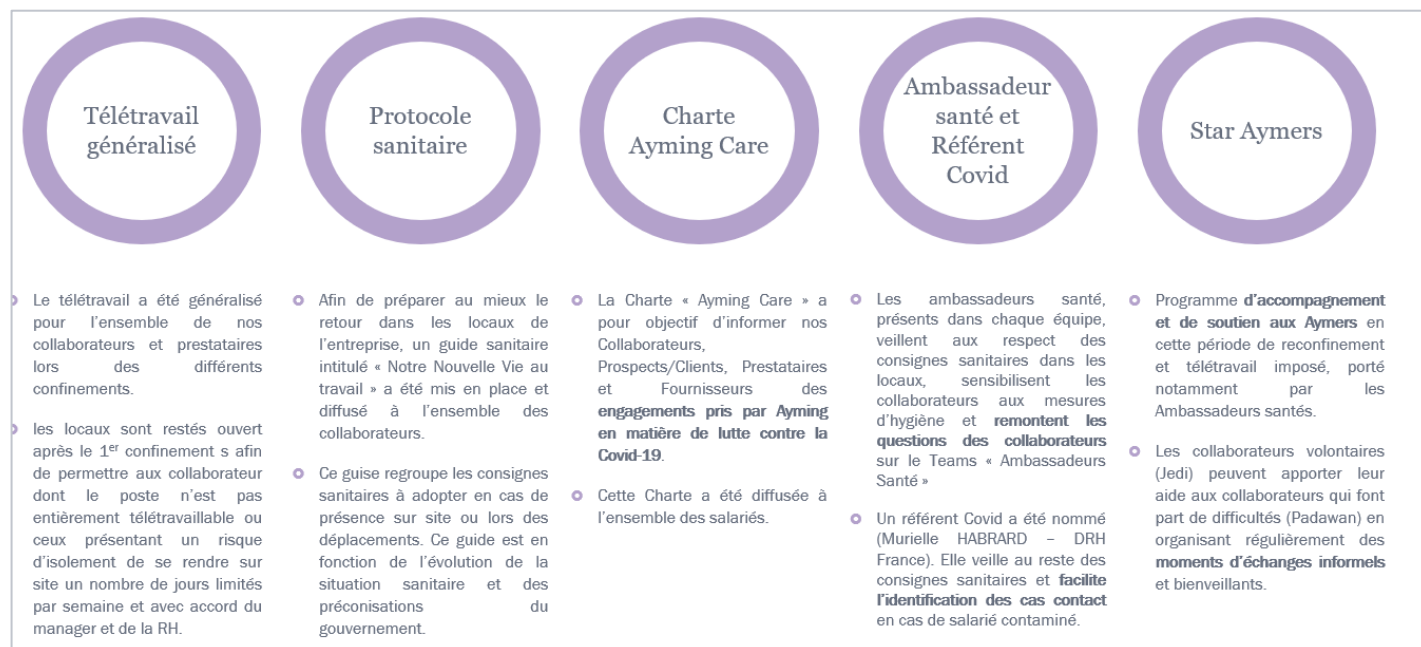 Télétravail
généralisé
Protocole
sanitaire
Charte
Ayming Care
Ambassadeur
santé et
Référent
Covid
Star Aymers
Le télétravail a été généralisé
pour l'ensemble de nos
collaborateurs et prestataires
lors des différents
confinements.
les locaux sont restés ouvert
après le 1er confinement s afin
de permettre aux collaborateur
dont le poste n'est pas
entièrement télétravaillable ou
ceux présentant un risque
d'isolement de se rendre sur
site un nombre de jours limités
par semaine et avec accord du
manager et de la RH.
Afin de préparer au mieux le
retour dans les locaux de
l'entreprise, un guide sanitaire
intitulé « Notre Nouvelle Vie au
travail » a été mis en place et
diffusé à l'ensemble des
collaborateurs.
Ce guise regroupe les consignes
sanitaires à adopter en cas de
présence sur site ou lors des
déplacements. Ce guide est en
fonction de l'évolution de la
situation sanitaire et des
préconisations du
gouvernement.
La Charte « Ayming Care » a
pour objectif d'informer nos
Collaborateurs,
Prospects/Clients, Prestataires
et Fournisseurs des
engagements pris par Ayming
en matière de lutte contre la
Covid-19.
Cette Charte a été diffusée à
l'ensemble des salariés.
Les ambassadeurs santé,
présents dans chaque équipe,
veillent aux respect des
consignes sanitaires dans les
locaux, sensibilisent les
collaborateurs aux mesures
d'hygiène et remontent les
questions des collaborateurs
sur le Teams « Ambassadeurs
Santé »
Un référent Covid a été nommé
(Murielle HABRARD – DRH
France). Elle veille au reste des
consignes sanitaires et facilite
l'identification des cas contact
en cas de salarié contaminé.
Programme d'accompagnement
et de soutien aux Aymers en
cette période de reconfinement
et télétravail imposé, porté
notamment par les
Ambassadeurs santés.
Les collaborateurs volontaires
(Jedi) peuvent apporter leur
aide aux collaborateurs qui font
part de difficultés (Padawan) en
organisant régulièrement des
moments d'échanges informels
et bienveillants.